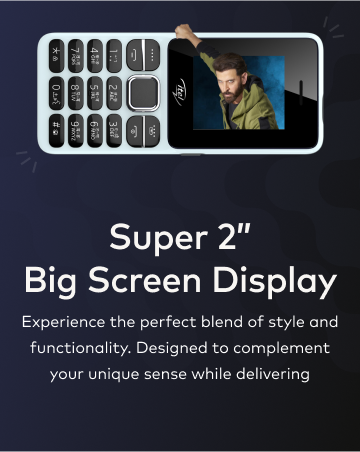 itel
Super 2”
Big Screen Display
Experience the perfect blend of style and
functionality. Designed to complement
your unique sense while delivering